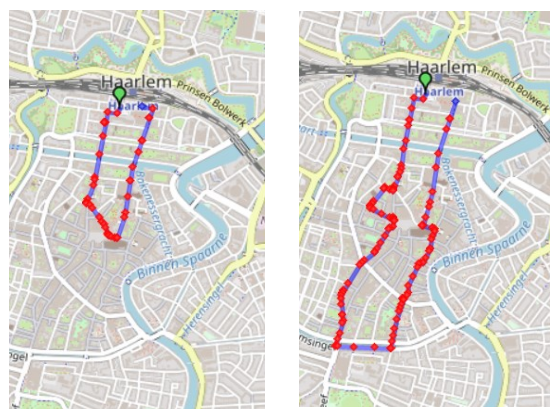 Haarlem
Prinsen Bolwerk
Haarlem
Bakenessergracht
Binnen Spaarne
Herensingel
Haarlem
Prinsen Bolwerk
Haarlem
Bakenessergracht
Binnen Spaarne
Herensingel